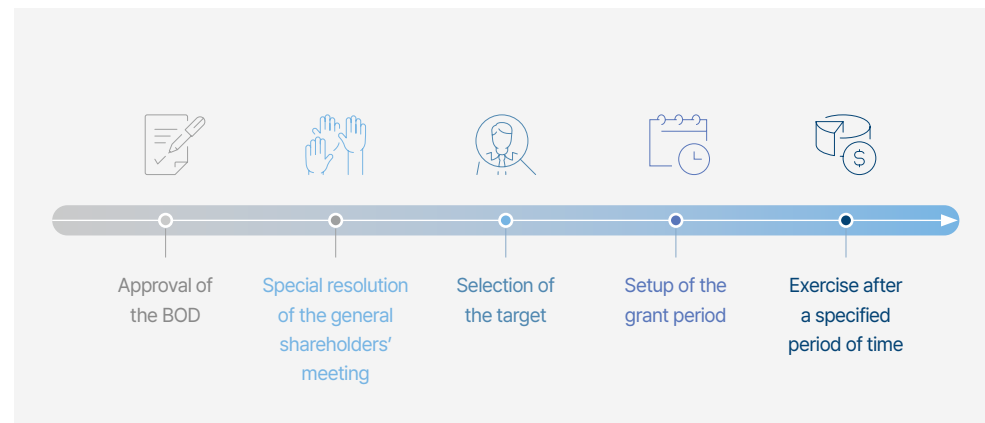 $
Approval of
the BOD
Special resolution
of the general
shareholders’
meeting
Selection of
the target
Setup of the
grant period
Exercise after
a specified
period of time